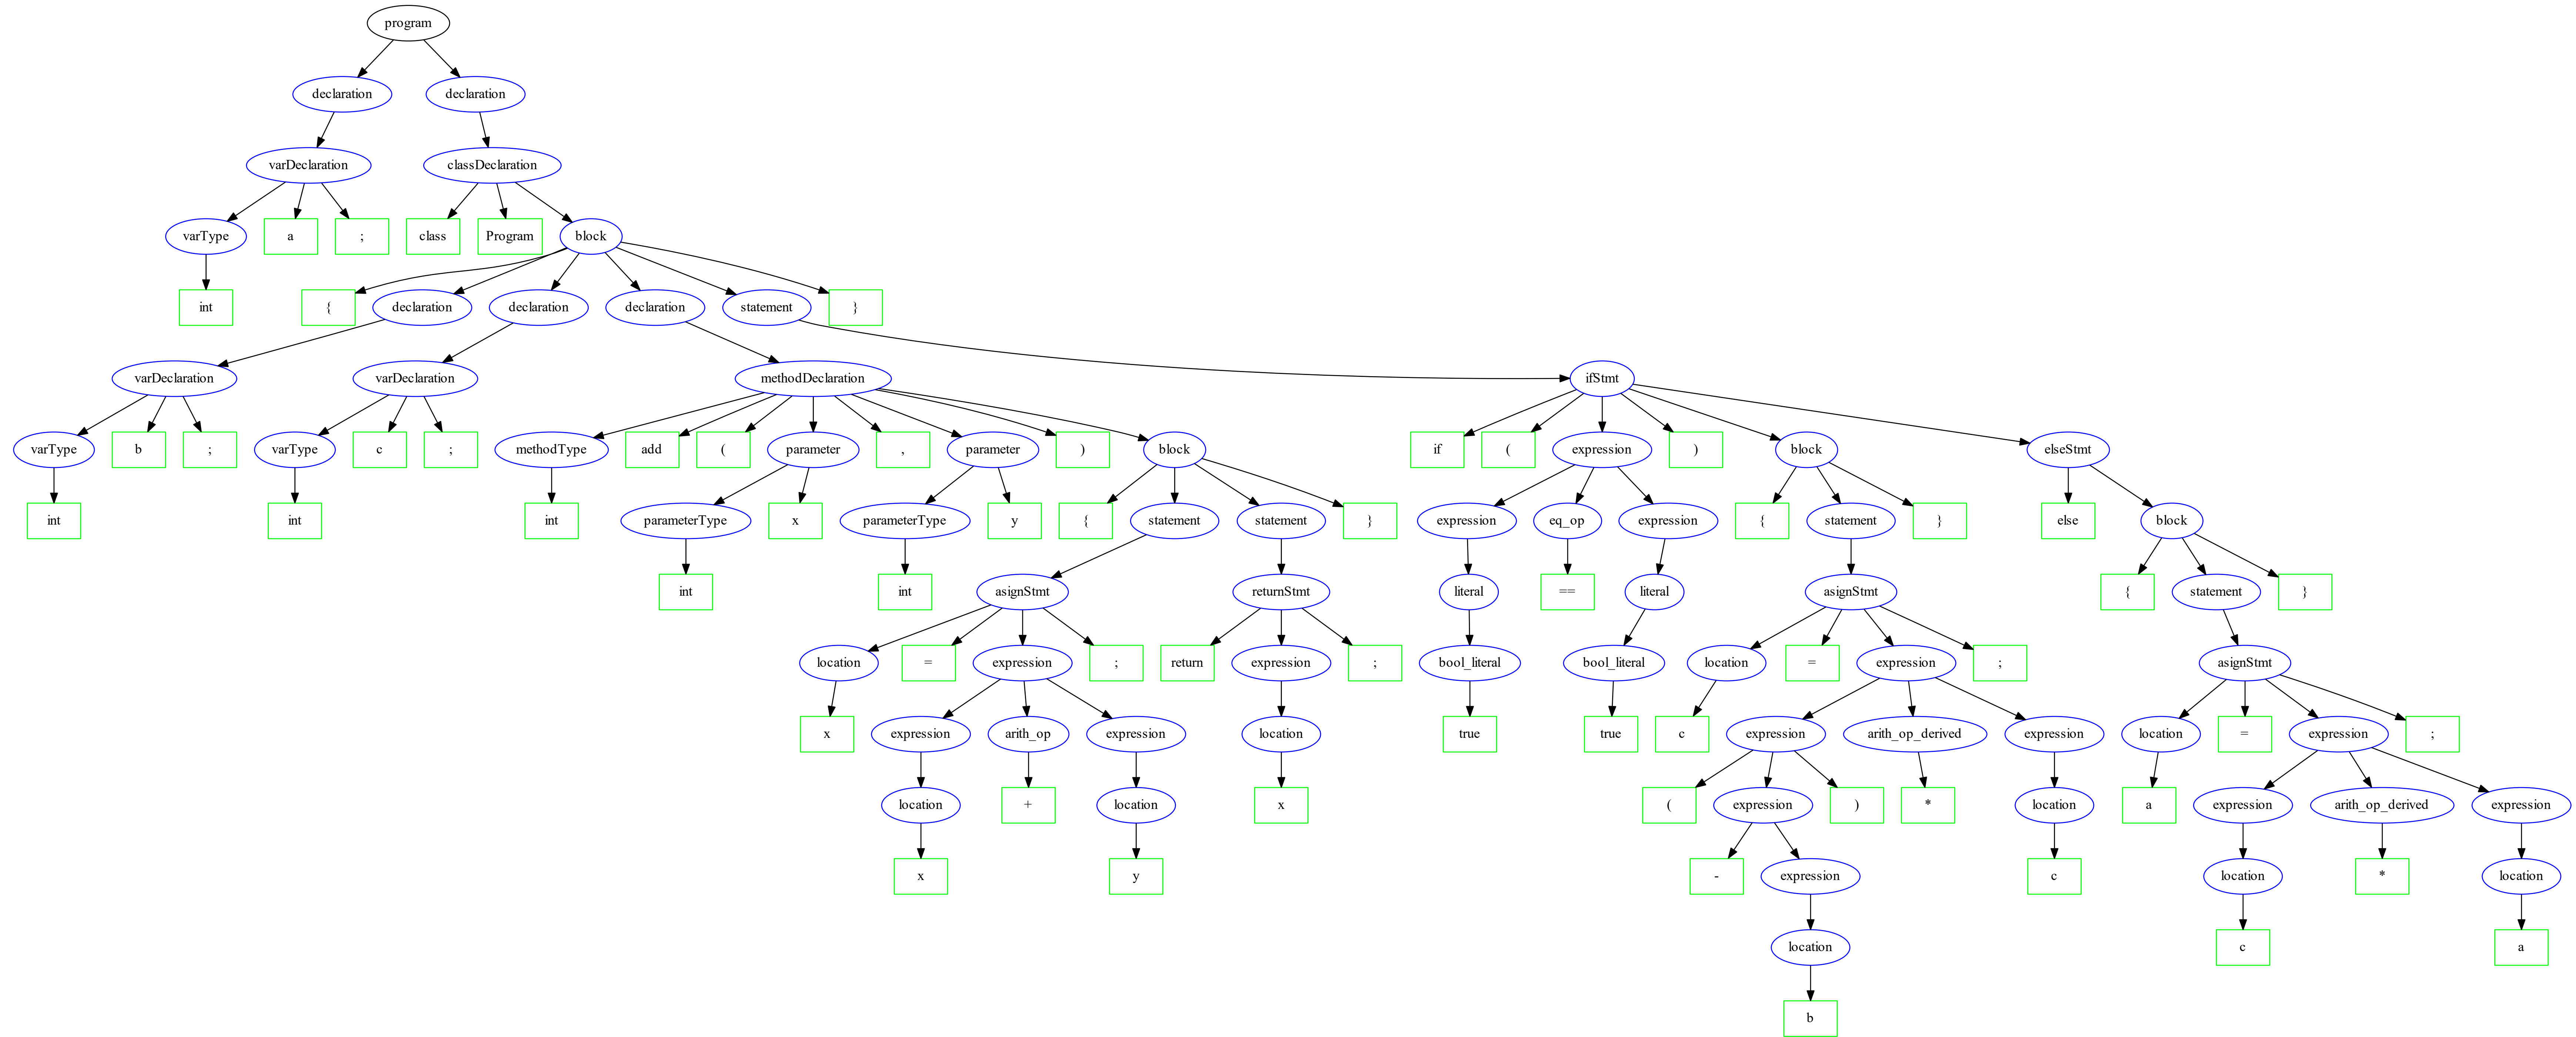 program
declaration
declaration
varDeclaration
classDeclaration
varType
a
;
class
Program
block
int
{
declaration
declaration
declaration
statement
}
varDeclaration
varDeclaration
methodDeclaration
ifStmt
varType
b
;
varType
c
;
methodType
add
(
parameter
,
parameter
)
block
if
(
expression
)
block
elseStmt
int
int
int
parameterType
x
parameterType
y
{
statement
statement
}
expression
eq_op
expression
{
statement
}
else
block
int
int
asignStmt
returnStmt
literal
==
literal
asignStmt
{
statement
}
location
=
expression
;
return
expression
;
bool_literal
bool_literal
location
=
expression
;
asignStmt
x
expression
arith_op
expression
location
true
true
c
expression
arith_op_derived
expression
location
=
expression
;
location
+
location
x
(
expression
)
*
location
a
expression
arith_op_derived
expression
x
y
-
expression
c
location
*
location
location
c
a
b